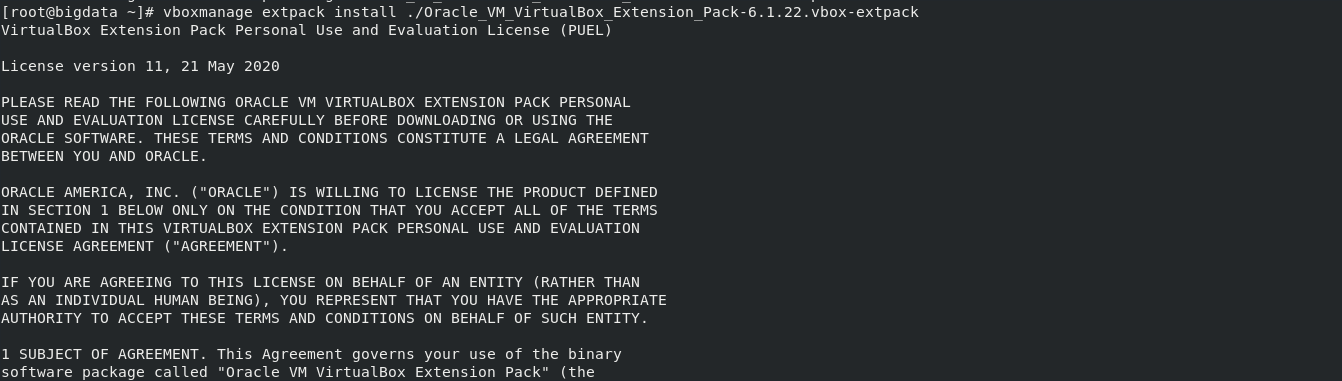 [root@bigdata ~]# vboxmanage extpack install ./Oracle_VM_VirtualBox_Extension_Pack-6.1.22.vbox-extpack
VirtualBox Extension Pack Personal Use and Evaluation License (PUEL)
License version 11, 21 May 2020
PLEASE READ THE FOLLOWING ORACLE VM VIRTUALBOX EXTENSION PACK PERSONAL
USE AND EVALUATION LICENSE CAREFULLY BEFORE DOWNLOADING OR USING THE
ORACLE SOFTWARE. THESE TERMS AND CONDITIONS CONSTITUTE A LEGAL AGREEMENT
BETWEEN YOU AND ORACLE.
ORACLE AMERICA, INC. ("ORACLE") IS WILLING TO LICENSE THE PRODUCT DEFINED
IN SECTION 1 BELOW ONLY ON THE CONDITION THAT YOU ACCEPT ALL OF THE TERMS
CONTAINED IN THIS VIRTUALBOX EXTENSION PACK PERSONAL USE AND EVALUATION
LICENSE AGREEMENT ("AGREEMENT").
IF YOU ARE AGREEING TO THIS LICENSE ON BEHALF OF AN ENTITY (RATHER THAN
AS AN INDIVIDUAL HUMAN BEING), YOU REPRESENT THAT YOU HAVE THE APPROPRIATE
AUTHORITY TO ACCEPT THESE TERMS AND CONDITIONS ON BEHALF OF SUCH ENTITY.
1 SUBJECT OF AGREEMENT. This Agreement governs your use of the binary
software package called "Oracle VM VirtualBox Extension Pack" (the